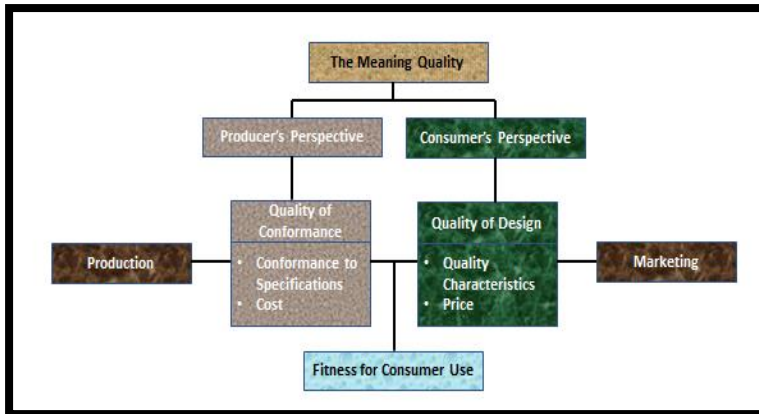 The Meaning Quality
Producer's Perspective
Consumer's Perspective
Quality of
Conformance
• Conformance to
Specifications
• Cost
Quality of Design
• Quality
Characteristics
• Price
Production
Marketing
Fitness for Consumer Use